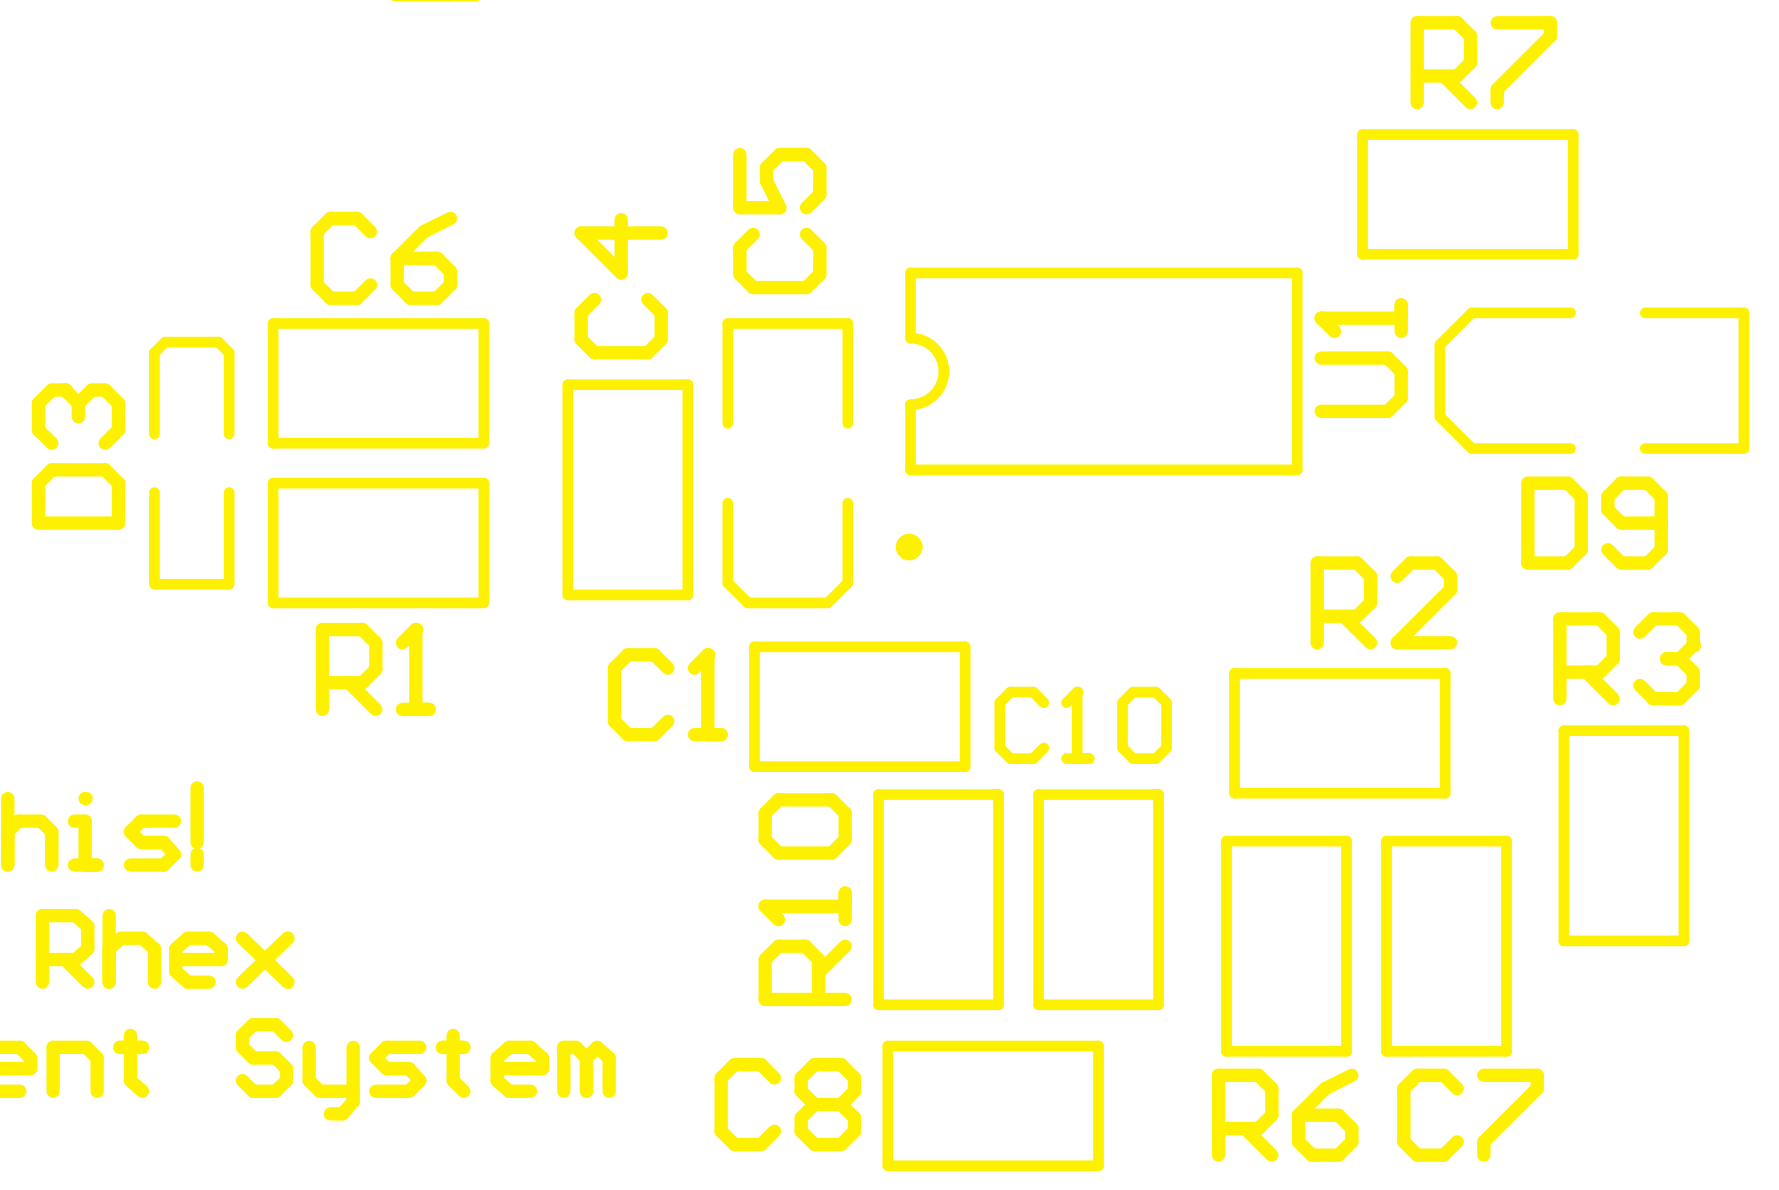 R7
C5
C6
C4
U1
D3
D9
R2
R3
R1
C1
C10
his!
R10
Rhex
ent System
C8
R6
C7